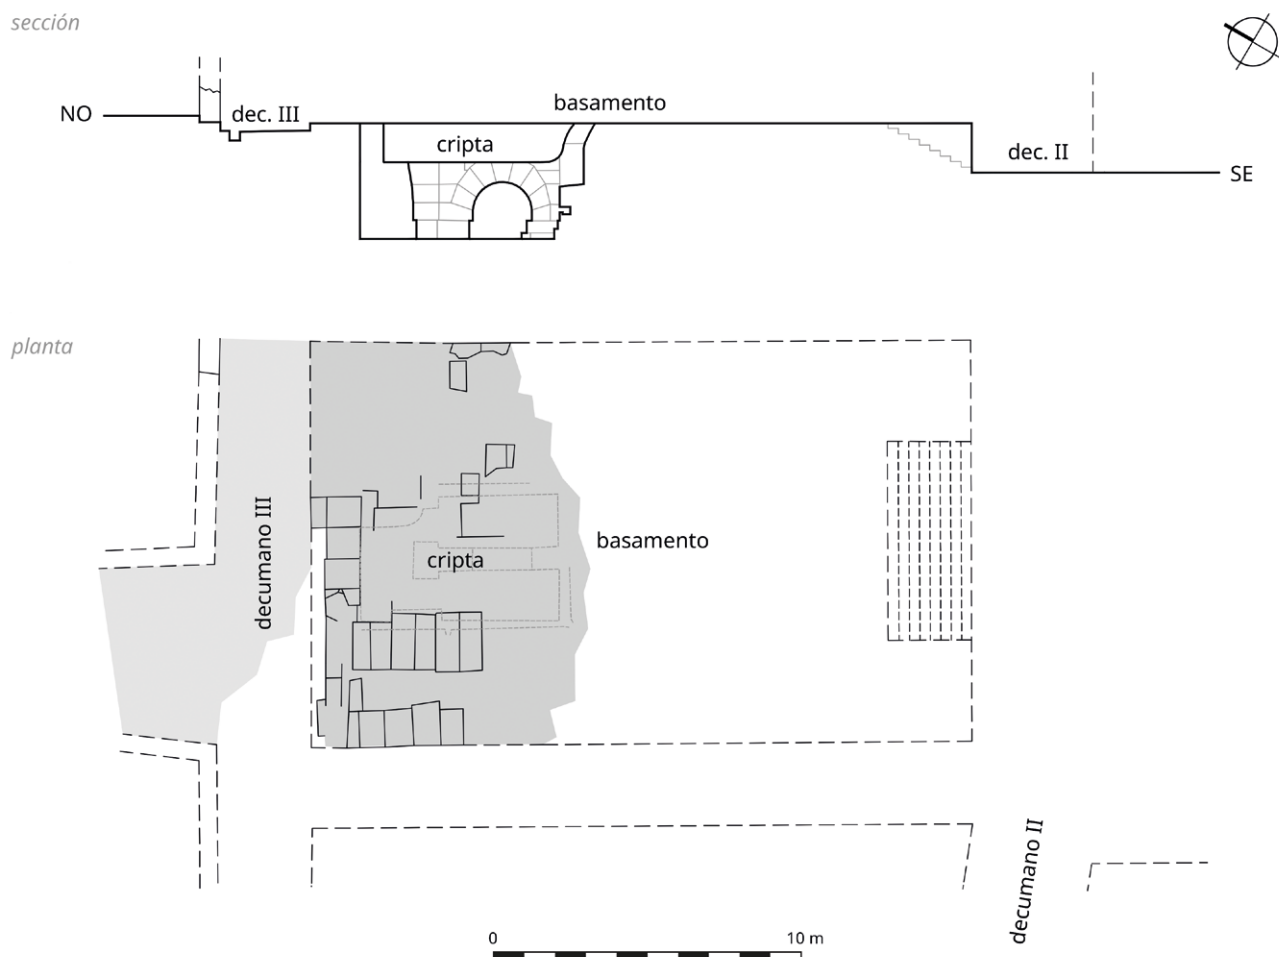 sección
NO
dec. III
basamento
cripta
dec. II
SE
planta
decumano III
cripta
basamento
decumano II
0
10 m